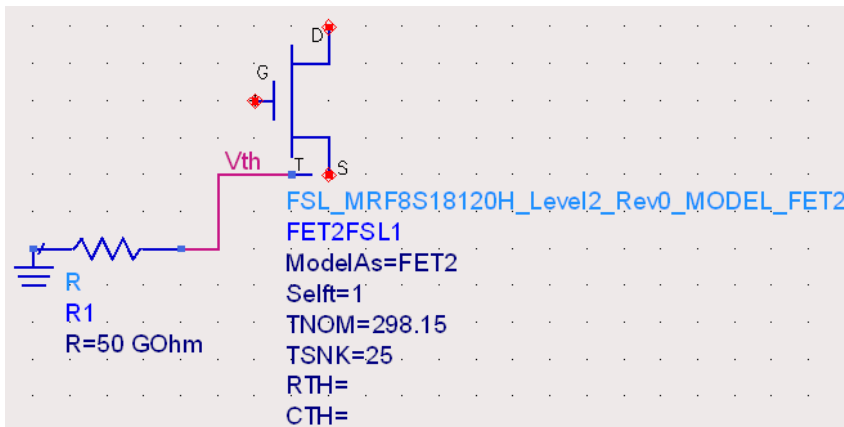 D
G
Vth
T
S
FSL_MRF8S18120H_Level2_Rev0_MODEL_FET2
FET2FSL1
ModelAs=FET2
Selft=1
TNOM=298.15
TSNK=25
RTH=
CTH=
R
R1
R=50 GOhm